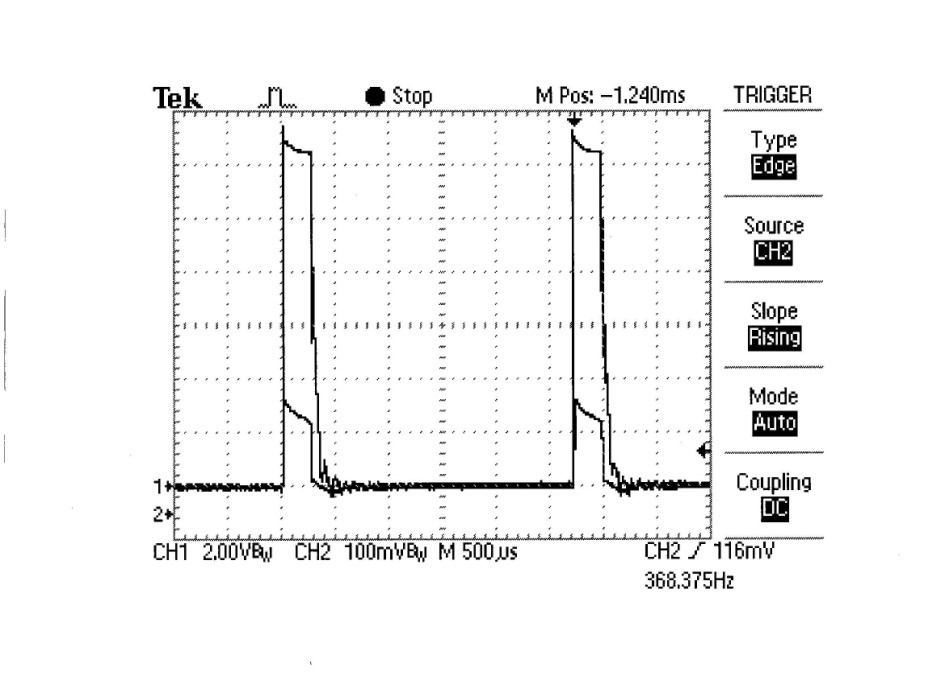 Tek Stop M Pos: -1.240ms TRIGGER
Type
Edge
Source
CH2
Slope
Rising
Mode
Auto
Coupling
DC
1
2
CH1 2.00VBw CH2 100mVBw M 500µs CH2 116mV
368.375Hz